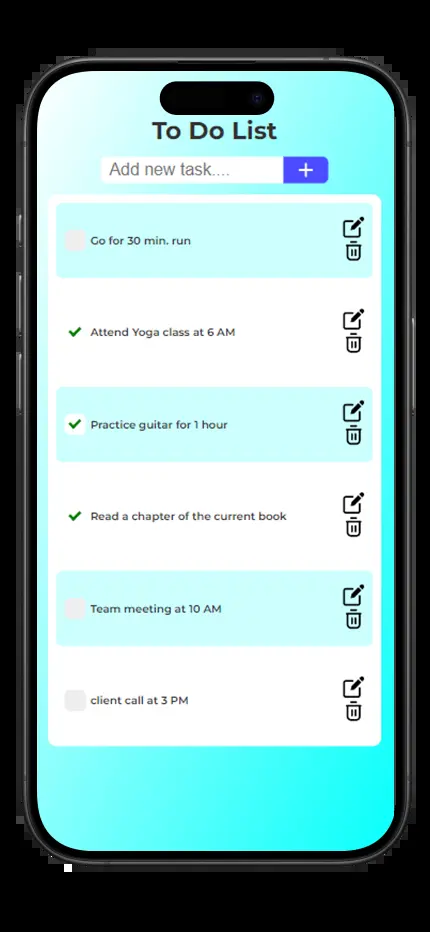 To Do List
Add new task....
Go for 30 min. run
Attend Yoga class at 6 AM
Practice guitar for 1 hour
Read a chapter of the current book
Team meeting at 10 AM
client call at 3 PM